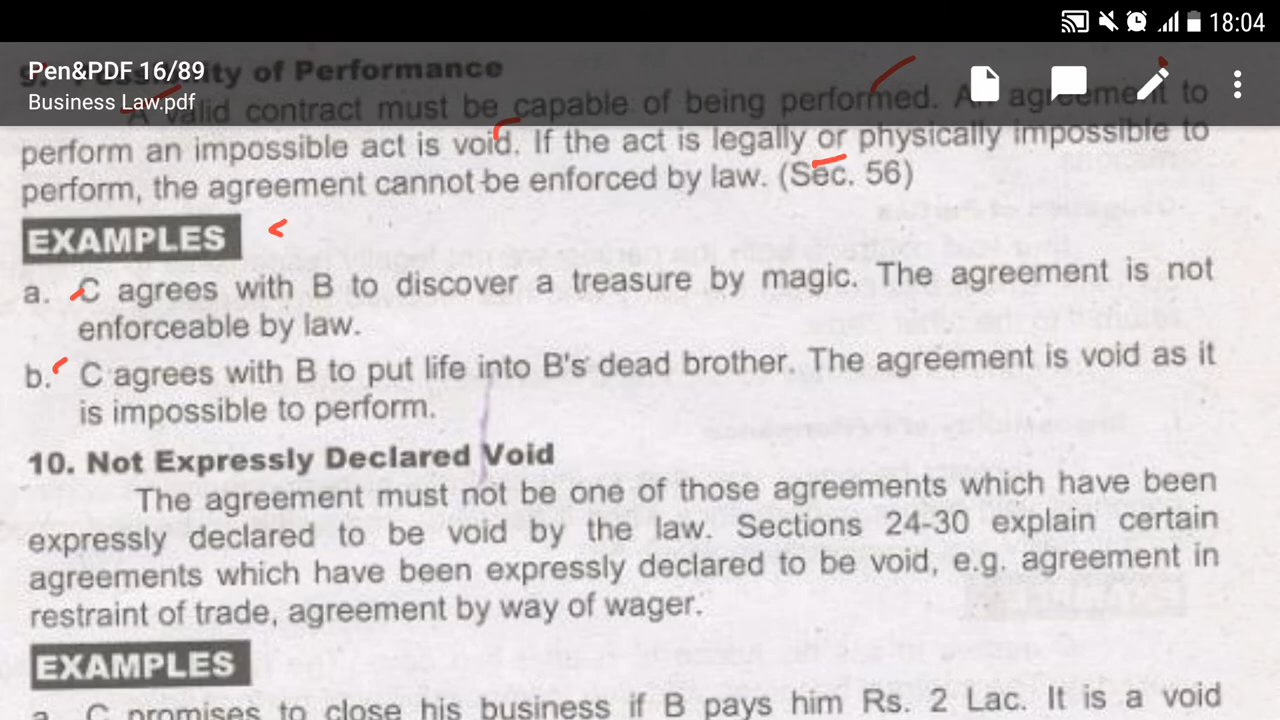 18:04
Pen&PDF 16/89
Business Law.pdf
9. ity of Performance
A valid contract must be capable of being performed. An agreement to
perform an impossible act is void. If the act is legally or physically impossible to
perform, the agreement cannot be enforced by law. (Sec. 56)
EXAMPLES
a. C agrees with B to discover a treasure by magic. The agreement is not
enforceable by law.
b. C agrees with B to put life into B's dead brother. The agreement is void as it
is impossible to perform.
10. Not Expressly Declared Void
The agreement must not be one of those agreements which have been
expressly declared to be void by the law. Sections 24-30 explain certain
agreements which have been expressly declared to be void, e.g. agreement in
restraint of trade, agreement by way of wager.
EXAMPLES
a. C promises to close his business if B pays him Rs. 2 Lac. It is a void